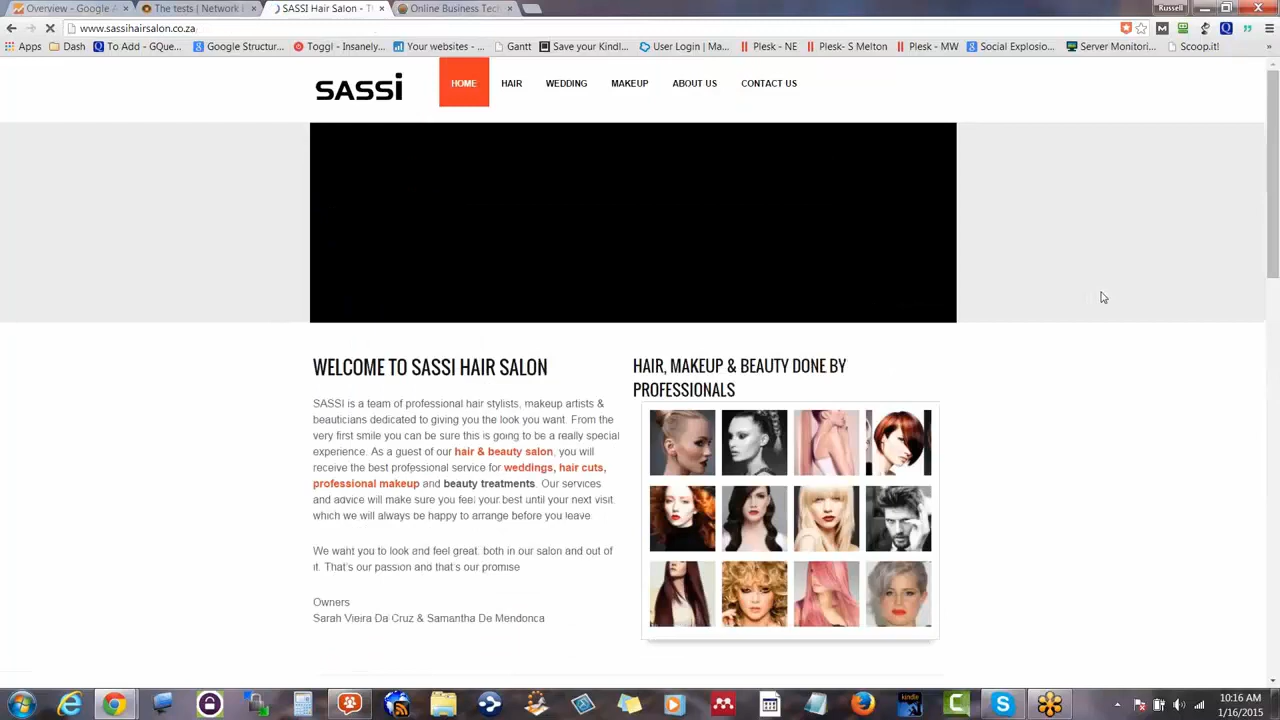 Overview - Google A
The tests | Network
SASSI Hair Salon - T
Online Business Tech
Russell
www.sassihairsalon.co.za
Apps
Dash
To Add - GQue...
Google Structur...
Toggl - Insanely...
Your websites - ...
Gantt
Save your Kindl...
User Login | Ma...
Plesk - NE
Plesk- S Melton
Plesk - MW
Social Explosio...
Server Monitori...
Scoop.it!
SASSi
HOME
HAIR
WEDDING
MAKEUP
ABOUT US
CONTACT US
WELCOME TO SASSI HAIR SALON
SASSI is a team of professional hair stylists, makeup artists &
beauticians dedicated to giving you the look you want. From the
very first smile you can be sure this is going to be a really special
experience. As a guest of our hair & beauty salon, you will
receive the best professional service for weddings, hair cuts,
professional makeup and beauty treatments. Our services
and advice will make sure you feel your best until your next visit.
which we will always be happy to arrange before you leave
We want you to look and feel great. both in our salon and out of
it. That's our passion and that's our promise
Owners
Sarah Vieira Da Cruz & Samantha De Mendonca
HAIR, MAKEUP & BEAUTY DONE BY
PROFESSIONALS
kindle
10:16 AM
1/16/2015